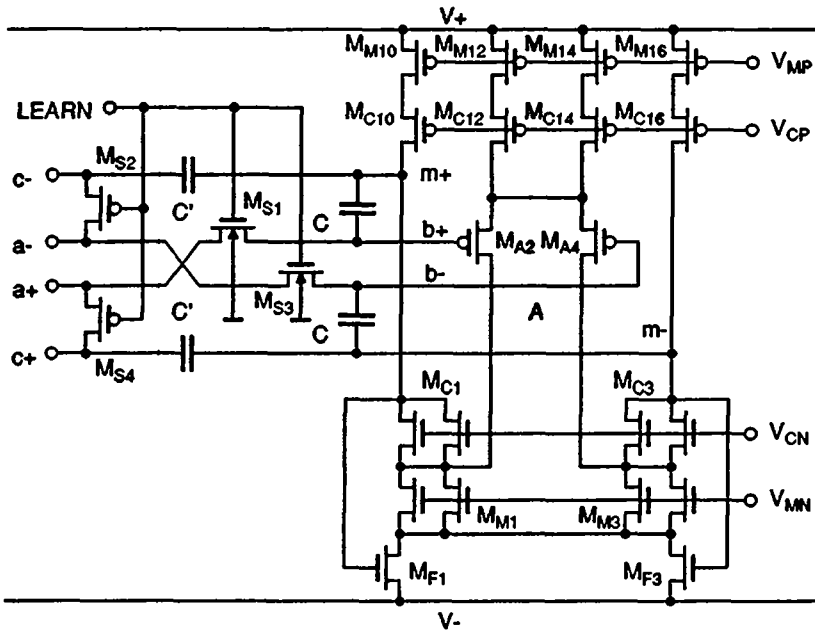 V+
M_M10 M_M12 M_M14 M_M16 V_MP
LEARN M_C10 M_C12 M_C14 M_C16 V_CP
c- M_S2 m+
C' M_S1 C
a- b+ M_A2 M_A4
a+ b-
C' M_S3 C A m-
c+ M_S4
M_C1 M_C3
V_CN
M_M1 M_M3 V_MN
M_F1 M_F3
V-